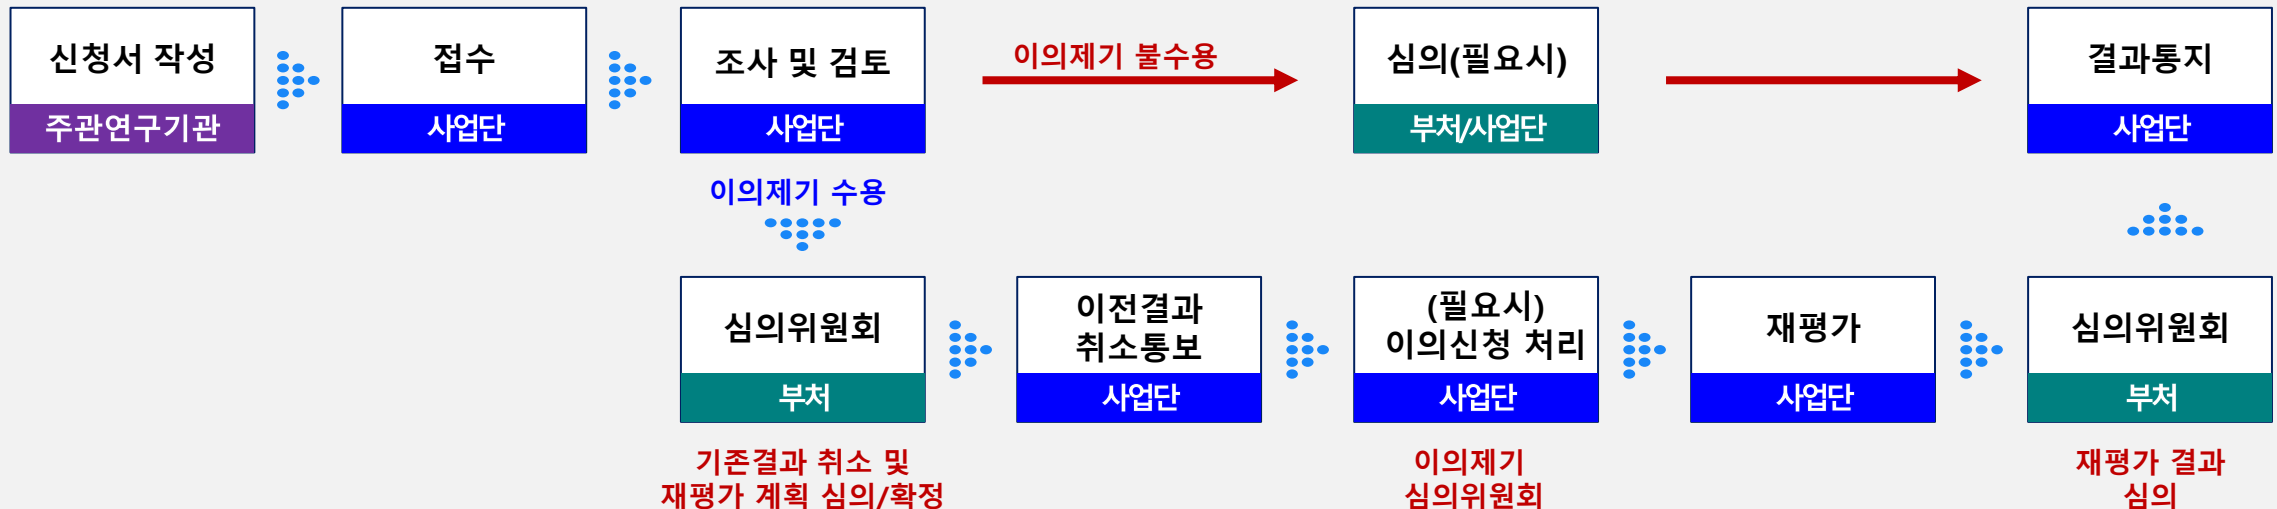 신청서 작성
주관연구기관
접수
사업단
조사 및 검토
사업단
이의제기 불수용
심의(필요시)
부처/사업단
결과통지
사업단
이의제기 수용
심의위원회
부처
기존결과 취소 및
재평가 계획 심의/확정
이전결과
취소통보
사업단
(필요시)
이의신청 처리
사업단
이의제기
심의위원회
재평가
사업단
심의위원회
부처
재평가 결과
심의